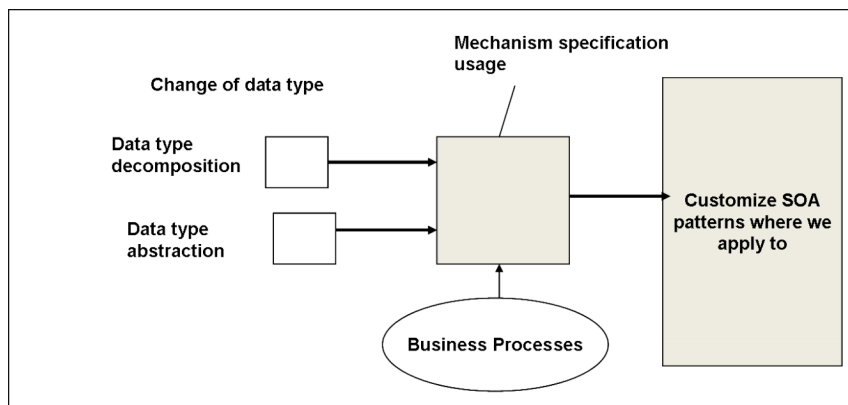 Mechanism specification
usage
Change of data type
Data type
decomposition
Data type
abstraction
Customize SOA
patterns where we
apply to
Business Processes